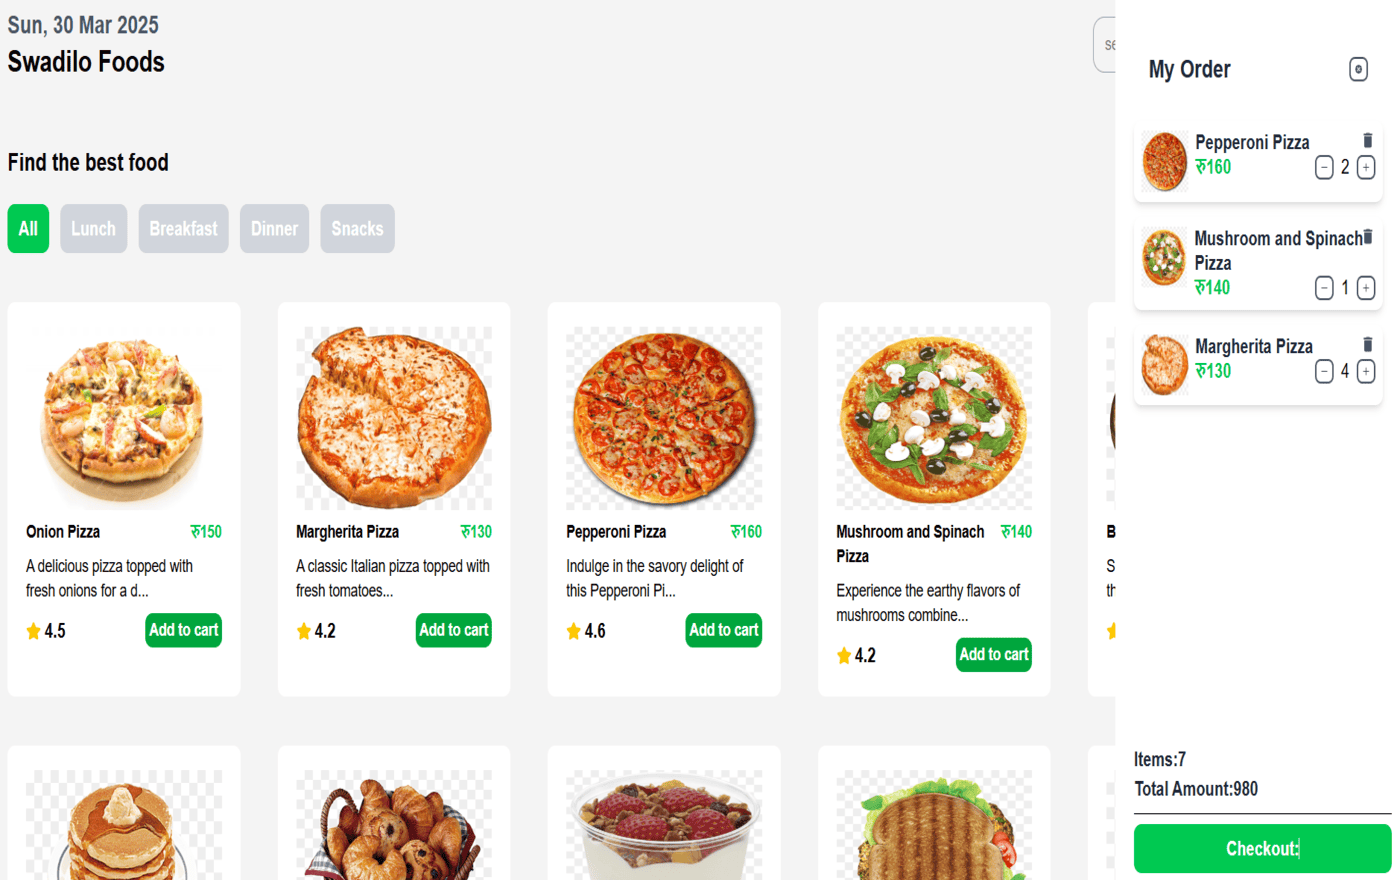 Sun, 30 Mar 2025
Swadilo Foods
Find the best food
All
Lunch
Breakfast
Dinner
Snacks
Onion Pizza
रु150
A delicious pizza topped with
fresh onions for a d...
4.5
Add to cart
Margherita Pizza
रु130
A classic Italian pizza topped with
fresh tomatoes...
4.2
Add to cart
Pepperoni Pizza
रु160
Indulge in the savory delight of
this Pepperoni Pi...
4.6
Add to cart
Mushroom and Spinach
Pizza
रु140
Experience the earthy flavors of
mushrooms combine...
4.2
Add to cart
My Order
Pepperoni Pizza
रु160
− 2 +
Mushroom and Spinach
Pizza
रु140
− 1 +
Margherita Pizza
रु130
− 4 +
Items:7
Total Amount:980
Checkout: